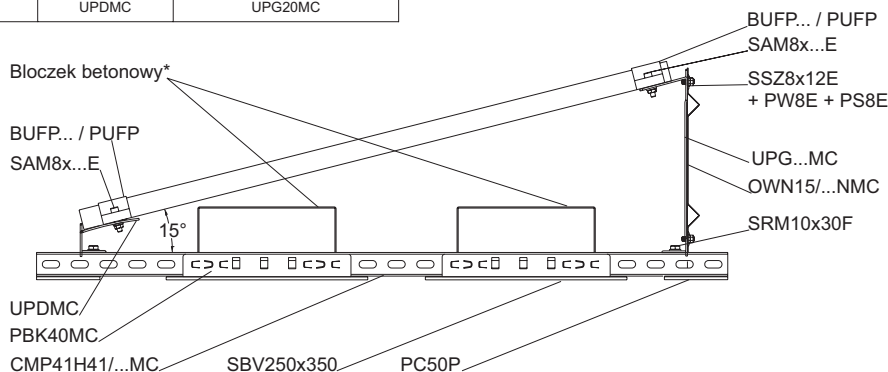 UPDMC UPG20MC
BUFP... / PUFP
SAM8x...E
Bloczek betonowy*
SSZ8x12E
+ PW8E + PS8E
BUFP... / PUFP
SAM8x...E
UPG...MC
OWN15/...NMC
SRM10x30F
15°
UPDMC
PBK40MC
CMP41H41/...MC SBV250x350 PC50P